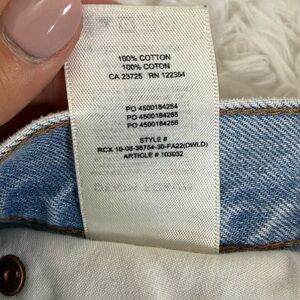 100% COTTON
100% COTON
CA 23725 RN 122354
PO 4500184254
PO 4500184255
PO 4500184256
STYLE #
RCX 10-08-36754-30-FA22(DWLD)
ARTICLE # 103032